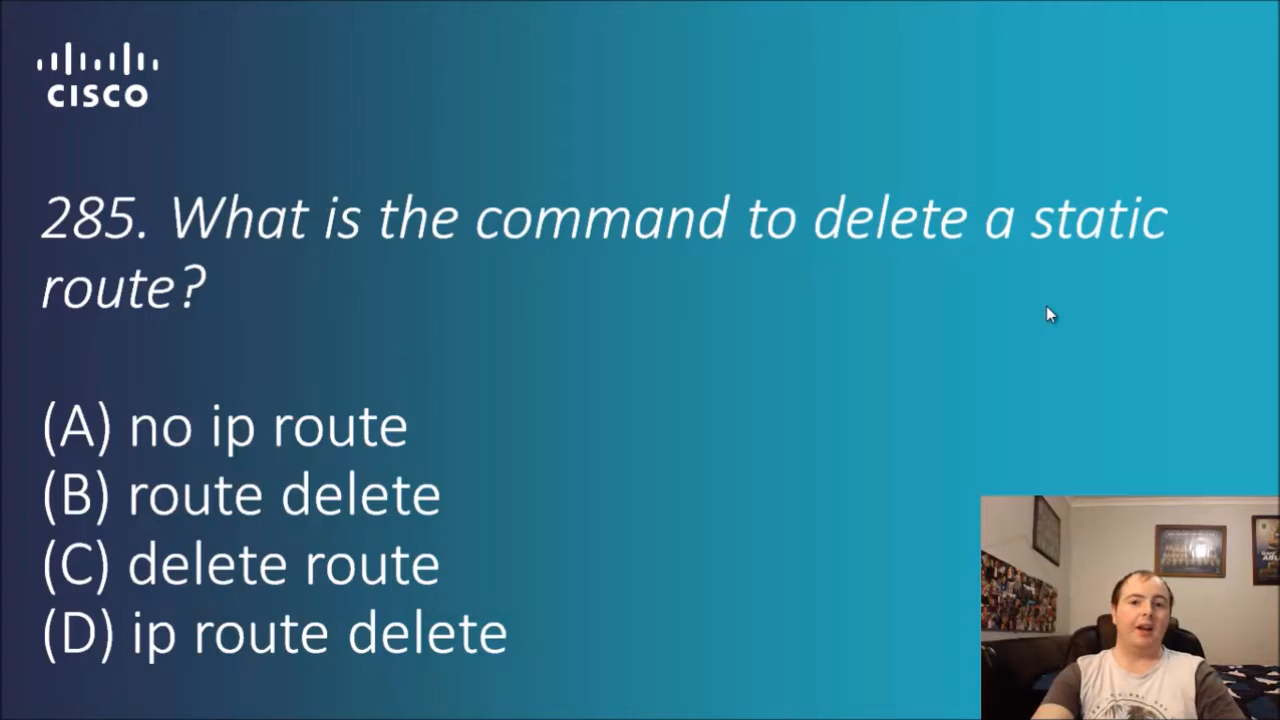 CISCO
285. What is the command to delete a static
route?
(A) no ip route
(B) route delete
(C) delete route
(D) ip route delete